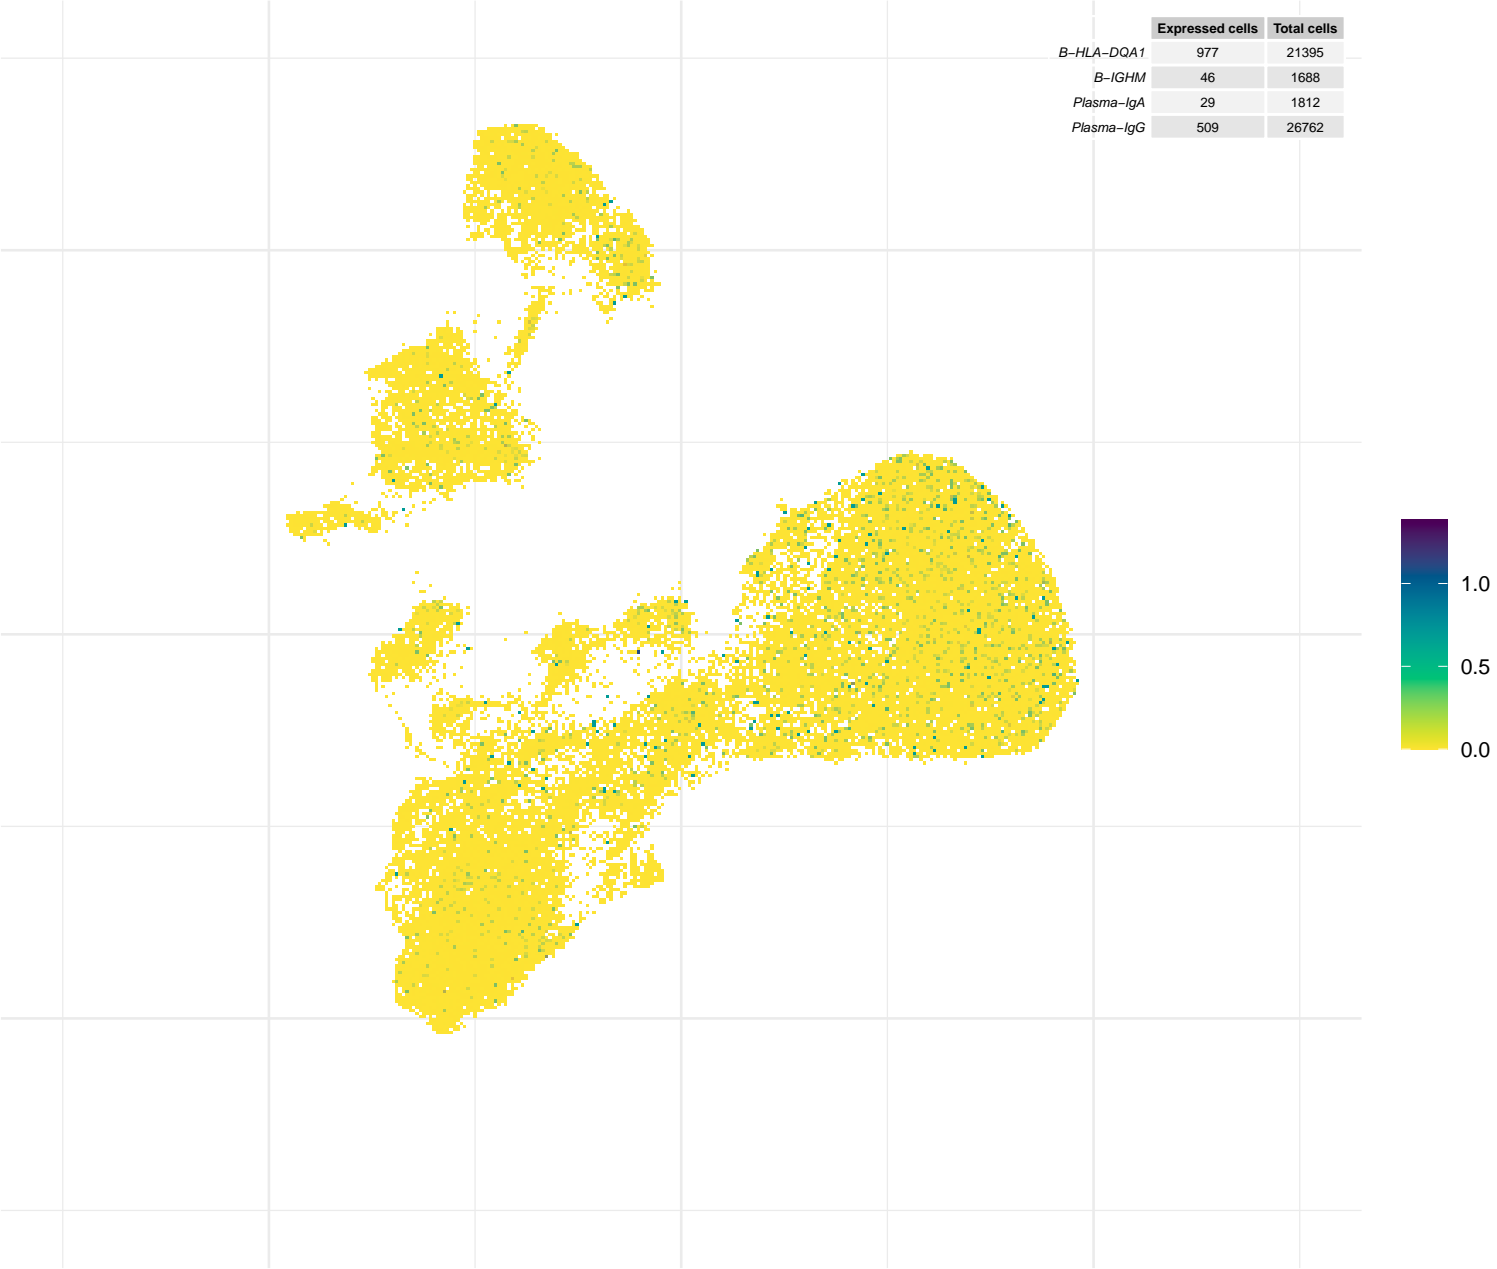 Expressed cells Total cells
B−HLA−DQA1 977 21395
B−IGHM 46 1688
Plasma−IgA 29 1812
Plasma−IgG 509 26762
1.0
0.5
0.0